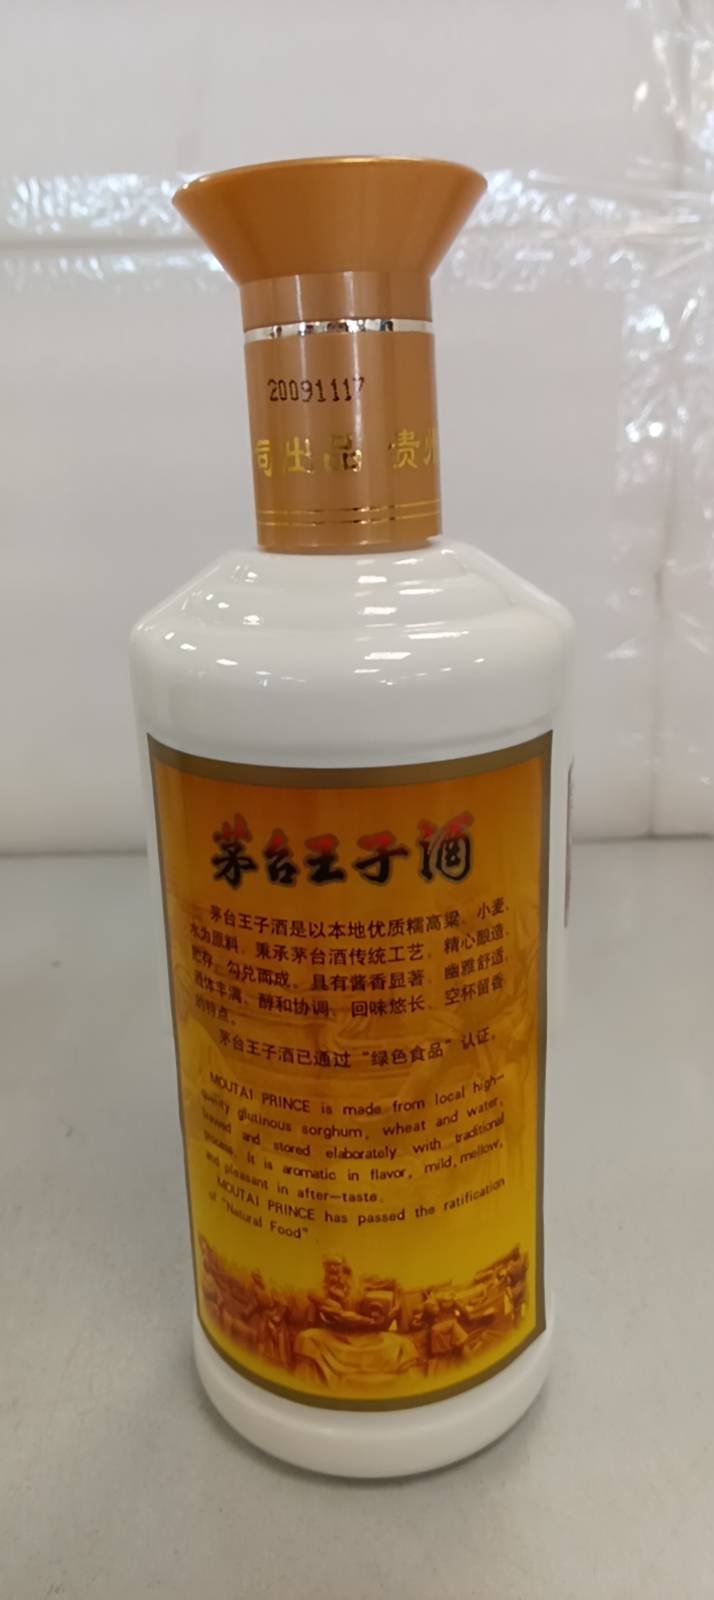 20091117
司出品 贵州
茅台王子酒
茅台王子酒是以本地优质糯高粱、小麦、
水为原料，秉承茅台酒传统工艺，精心酿造、
贮存、勾兑而成。具有酱香显著、幽雅舒适、
酒体丰满、醇和协调、回味悠长、空杯留香
的特点。
茅台王子酒已通过“绿色食品”认证。
MOUTAI PRINCE is made from local high-
quality glutinous sorghum, wheat and water,
brewed and stored elaborately with traditional
process. It is aromatic in flavor, mild, mellow,
and pleasant in after-taste.
MOUTAI PRINCE has passed the ratification
of "Natural Food"